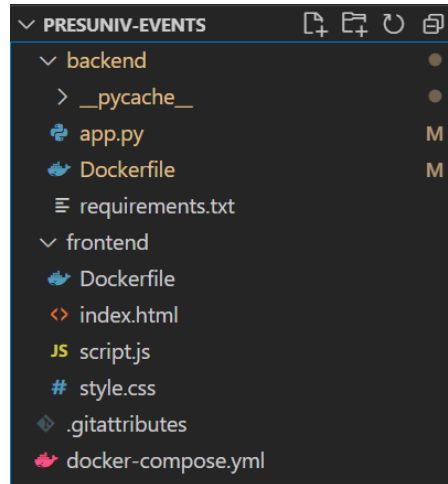 PRESUNIV-EVENTS
backend
__pycache__
app.py M
Dockerfile M
requirements.txt
frontend
Dockerfile
<> index.html
JS script.js
# style.css
.gitattributes
docker-compose.yml